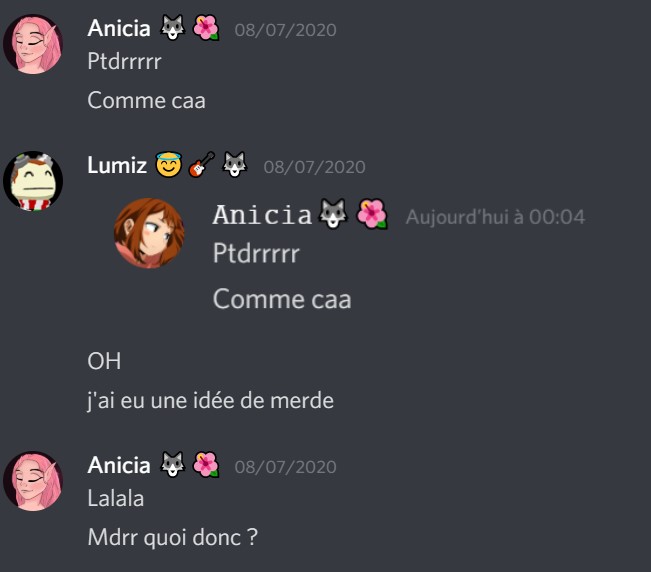 Anicia 🐺 🌺 08/07/2020
Ptdrrrrr
Comme caa
Lumiz 😇 🎸 🐺 08/07/2020
Anicia 🐺 🌺 Aujourd'hui à 00:04
Ptdrrrrr
Comme caa
OH
j'ai eu une idée de merde
Anicia 🐺 🌺 08/07/2020
Lalala
Mdrr quoi donc ?